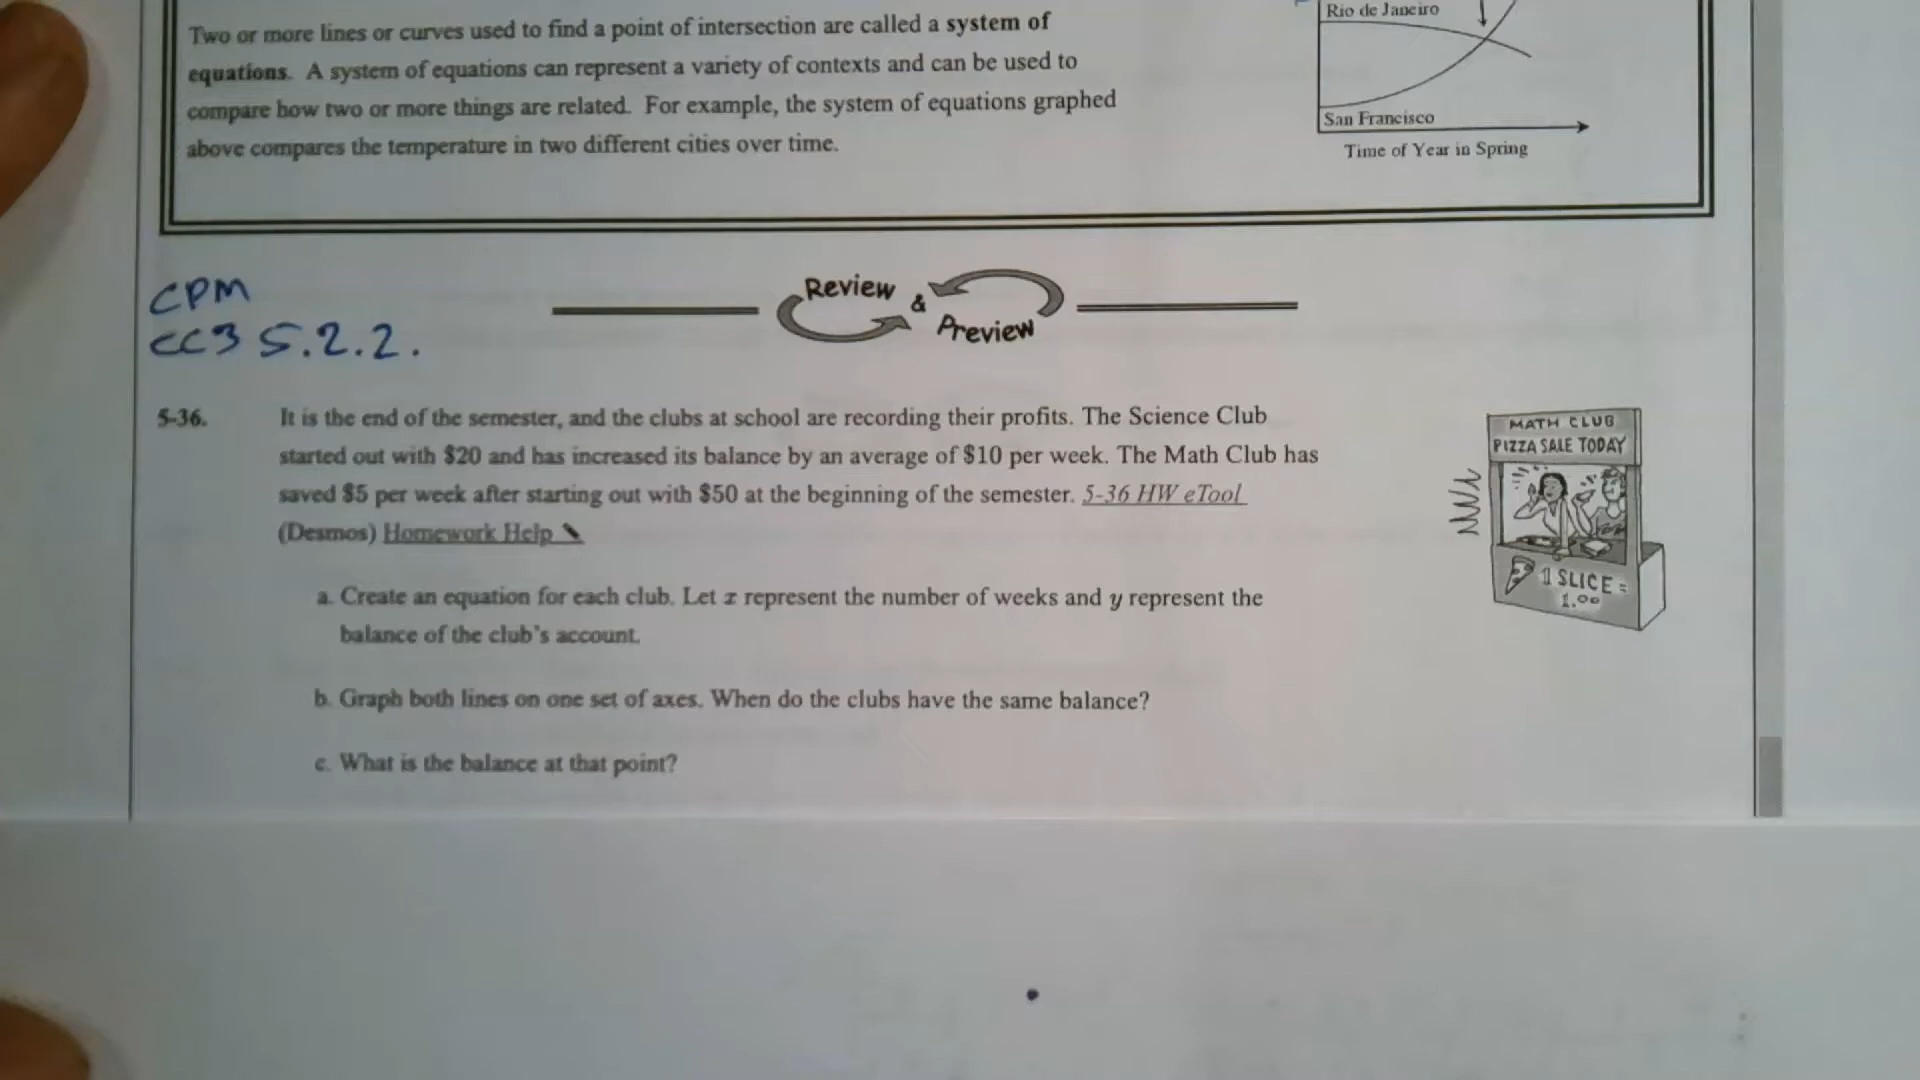 Two or more lines or curves used to find a point of intersection are called a system of
equations. A system of equations can represent a variety of contexts and can be used to
compare how two or more things are related. For example, the system of equations graphed
above compares the temperature in two different cities over time.
Rio de Janeiro
San Francisco
Time of Year in Spring
CPM
CC3 5.2.2.
Review
&
Preview
5-36. It is the end of the semester, and the clubs at school are recording their profits. The Science Club
started out with $20 and has increased its balance by an average of $10 per week. The Math Club has
saved $5 per week after starting out with $50 at the beginning of the semester. 5-36 HW eTool
(Desmos) Homework Help ✎
a. Create an equation for each club. Let x represent the number of weeks and y represent the
balance of the club's account.
b. Graph both lines on one set of axes. When do the clubs have the same balance?
c. What is the balance at that point?
MATH CLUB
PIZZA SALE TODAY
1 SLICE =
1.00